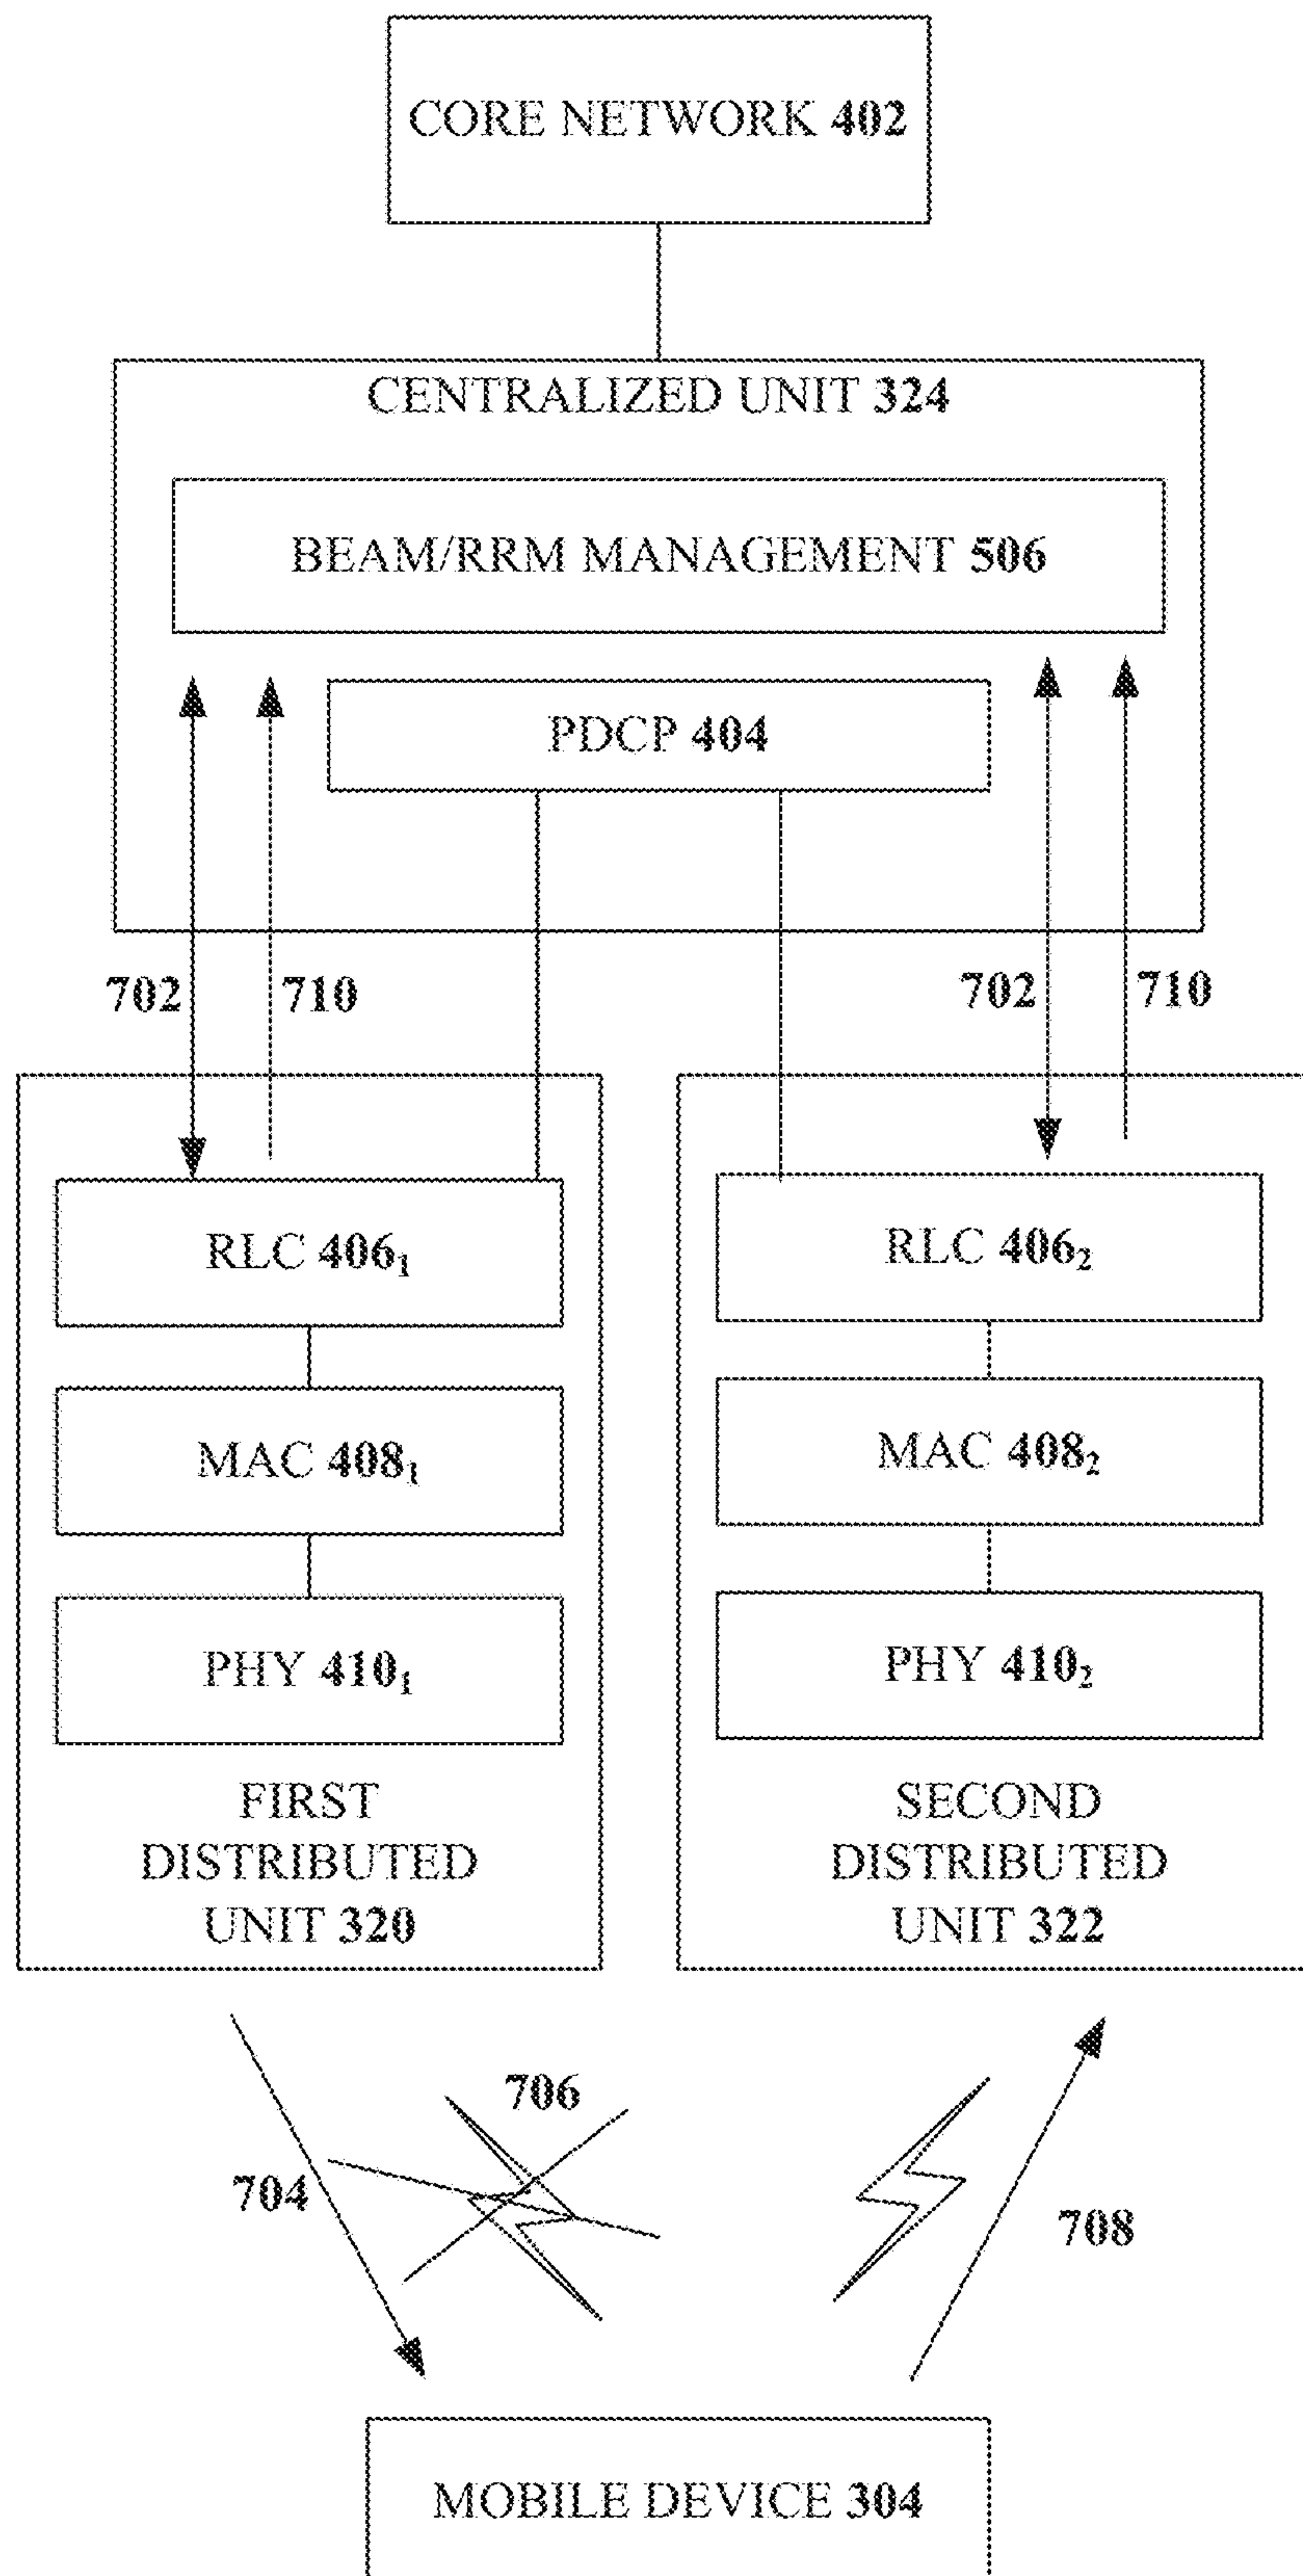 CORE NETWORK 402
CENTRALIZED UNIT 324
BEAM/RRM MANAGEMENT 506
PDCP 404
702
710
702
710
RLC 406₁
RLC 406₂
MAC 408₁
MAC 408₂
PHY 410₁
PHY 410₂
FIRST
DISTRIBUTED
UNIT 320
SECOND
DISTRIBUTED
UNIT 322
706
704
708
MOBILE DEVICE 304